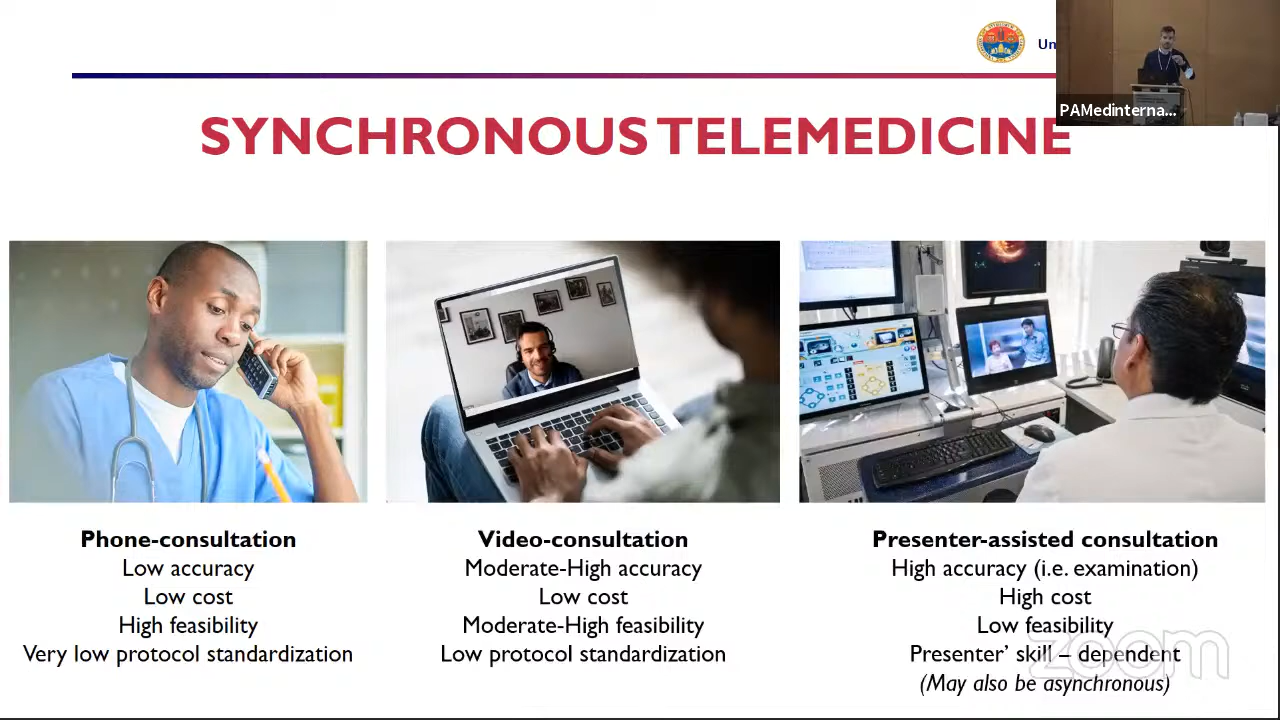 Un
PAMedinterna...
SYNCHRONOUS TELEMEDICINE
Phone-consultation
Low accuracy
Low cost
High feasibility
Very low protocol standardization
Video-consultation
Moderate-High accuracy
Low cost
Moderate-High feasibility
Low protocol standardization
Presenter-assisted consultation
High accuracy (i.e. examination)
High cost
Low feasibility
Presenter' skill – dependent
(May also be asynchronous)
zoom